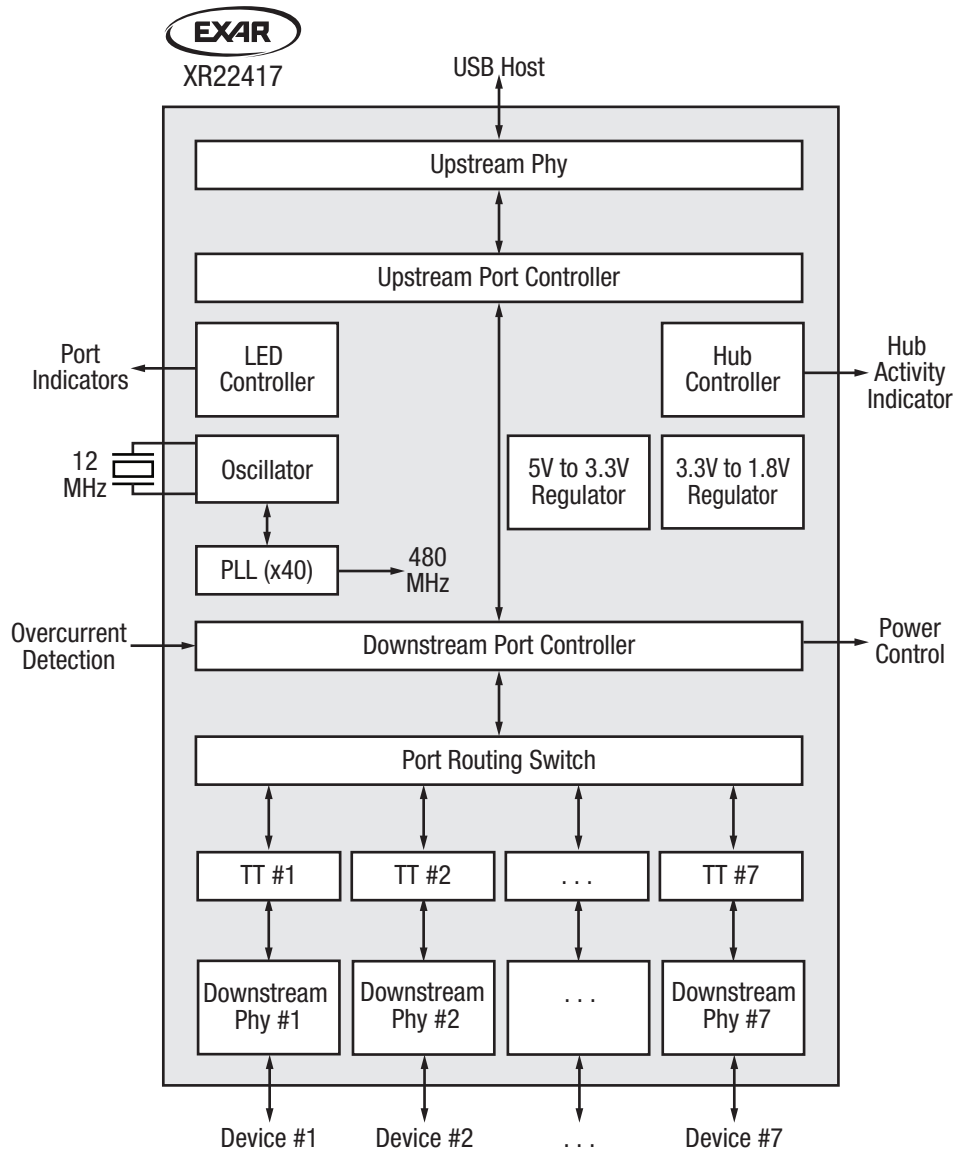 EXAR
XR22417
USB Host
Upstream Phy
Upstream Port Controller
Port
Indicators
LED
Controller
Hub
Controller
Hub
Activity
Indicator
12
MHz
Oscillator
5V to 3.3V
Regulator
3.3V to 1.8V
Regulator
PLL (x40)
480
MHz
Overcurrent
Detection
Downstream Port Controller
Power
Control
Port Routing Switch
TT #1
TT #2
. . .
TT #7
Downstream
Phy #1
Downstream
Phy #2
. . .
Downstream
Phy #7
Device #1
Device #2
. . .
Device #7